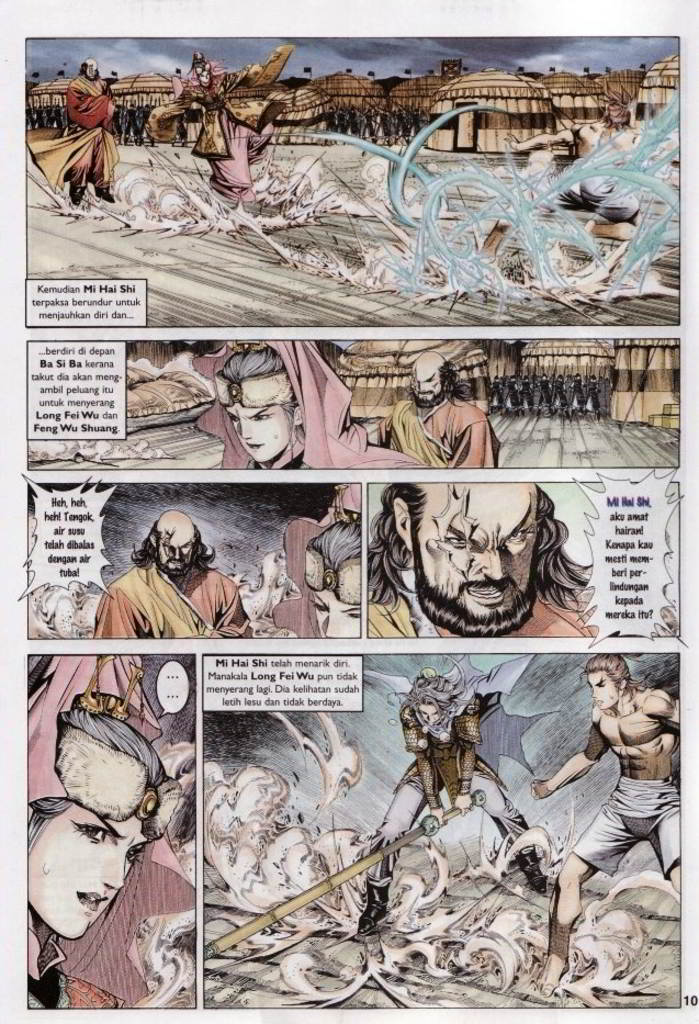 Kemudian Mi Hai Shi
terpaksa berundur untuk
menjauhkan diri dan...
...berdiri di depan
Ba Si Ba kerana
takut dia akan meng-
ambil peluang itu
untuk menyerang
Long Fei Wu dan
Feng Wu Shuang.
Heh, heh,
heh! Tengok,
air susu
telah dibalas
dengan air
tuba!
Mi Hai Shi,
aku amat
hairan!
Kenapa kau
mesti mem-
beri per-
lindungan
kepada
mereka itu?
...
...
Mi Hai Shi telah menarik diri.
Manakala Long Fei Wu pun tidak
menyerang lagi. Dia kelihatan sudah
letih lesu dan tidak berdaya.
10